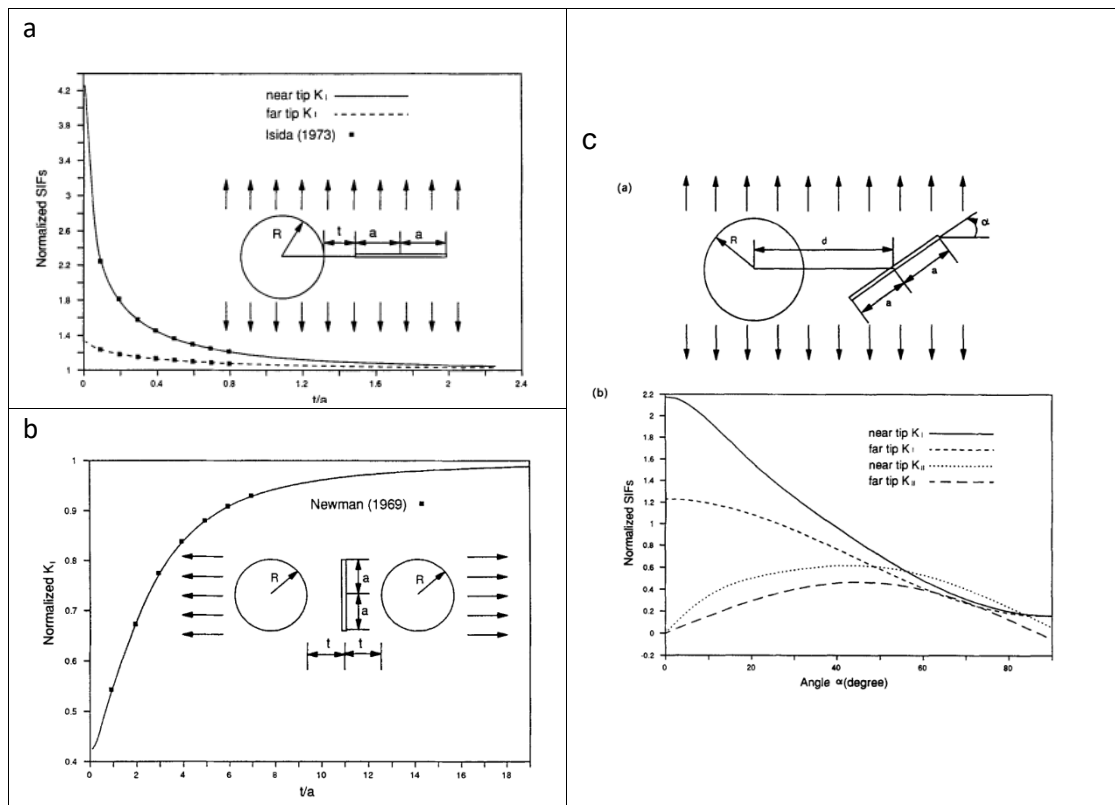 a
4.2
3.8
3.4
3
2.6
2.2
1.8
1.4
1
Normalized SIFs
near tip K I
far tip K I
Isida (1973)
R
t
a
a
0
0.4
0.8
1.2
1.6
2
2.4
t/a
b
1
0.9
0.8
0.7
0.6
0.5
0.4
Normalized K I
Newman (1969)
R
a
a
R
t
t
0
2
4
6
8
10
12
14
16
18
t/a
c
(a)
R
d
α
a
a
(b)
2.2
2
1.8
1.6
1.4
1.2
1
0.8
0.6
0.4
0.2
0
-0.2
Normalized SIFs
near tip K I
far tip K I
near tip K II
far tip K II
0
20
40
60
80
Angle α(degree)